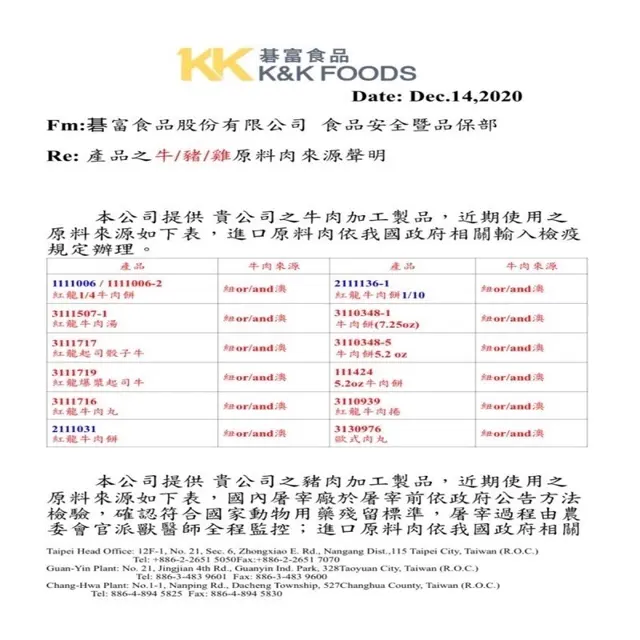 KK 碁富食品
K&K FOODS
Date: Dec.14,2020
Fm:碁富食品股份有限公司 食品安全暨品保部
Re: 產品之牛/豬/雞原料肉來源聲明
本公司提供 貴公司之牛肉加工製品，近期使用之
原料來源如下表，進口原料肉依我國政府相關輸入檢疫
規定辦理。
產品 牛肉來源 產品 牛肉來源
1111006 / 1111006-2
紅龍1/4牛肉餅
紐or/and澳
2111136-1
紅龍牛肉餅1/10
紐or/and澳
3111507-1
紅龍牛肉湯
紐or/and澳
3110348-1
牛肉餅(7.25oz)
紐or/and澳
3111717
紅龍起司骰子牛
紐or/and澳
3110348-5
牛肉餅5.2 oz
紐or/and澳
3111719
紅龍爆漿起司牛
紐or/and澳
111424
5.2oz牛肉餅
紐or/and澳
3111716
紅龍牛肉丸
紐or/and澳
3110939
紅龍牛肉捲
紐or/and澳
2111031
紅龍牛肉餅
紐or/and澳
3130976
歐式肉丸
紐or/and澳
本公司提供 貴公司之豬肉加工製品，近期使用之
原料來源如下表，國內屠宰廠於屠宰前依政府公告方法
檢驗，確認符合國家動物用藥殘留標準，屠宰過程由農
委會官派獸醫師全程監控；進口原料肉依我國政府相關
Taipei Head Office: 12F-1, No. 21, Sec. 6, Zhongxiao E. Rd., Nangang Dist.,115 Taipei City, Taiwan (R.O.C.)
Tel: +886-2-2651 5050Fax:+886-2-2651 7070
Guan-Yin Plant: No. 21, Jingjian 4th Rd., Guanyin Ind. Park, 328Taoyuan City, Taiwan (R.O.C.)
Tel: 886-3-483 9601 Fax: 886-3-483 9600
Chang-Hwa Plant: No.1-1, Nanping Rd., Dacheng Township, 527Changhua County, Taiwan (R.O.C.)
Tel: 886-4-894 5825 Fax: 886-4-894 5830